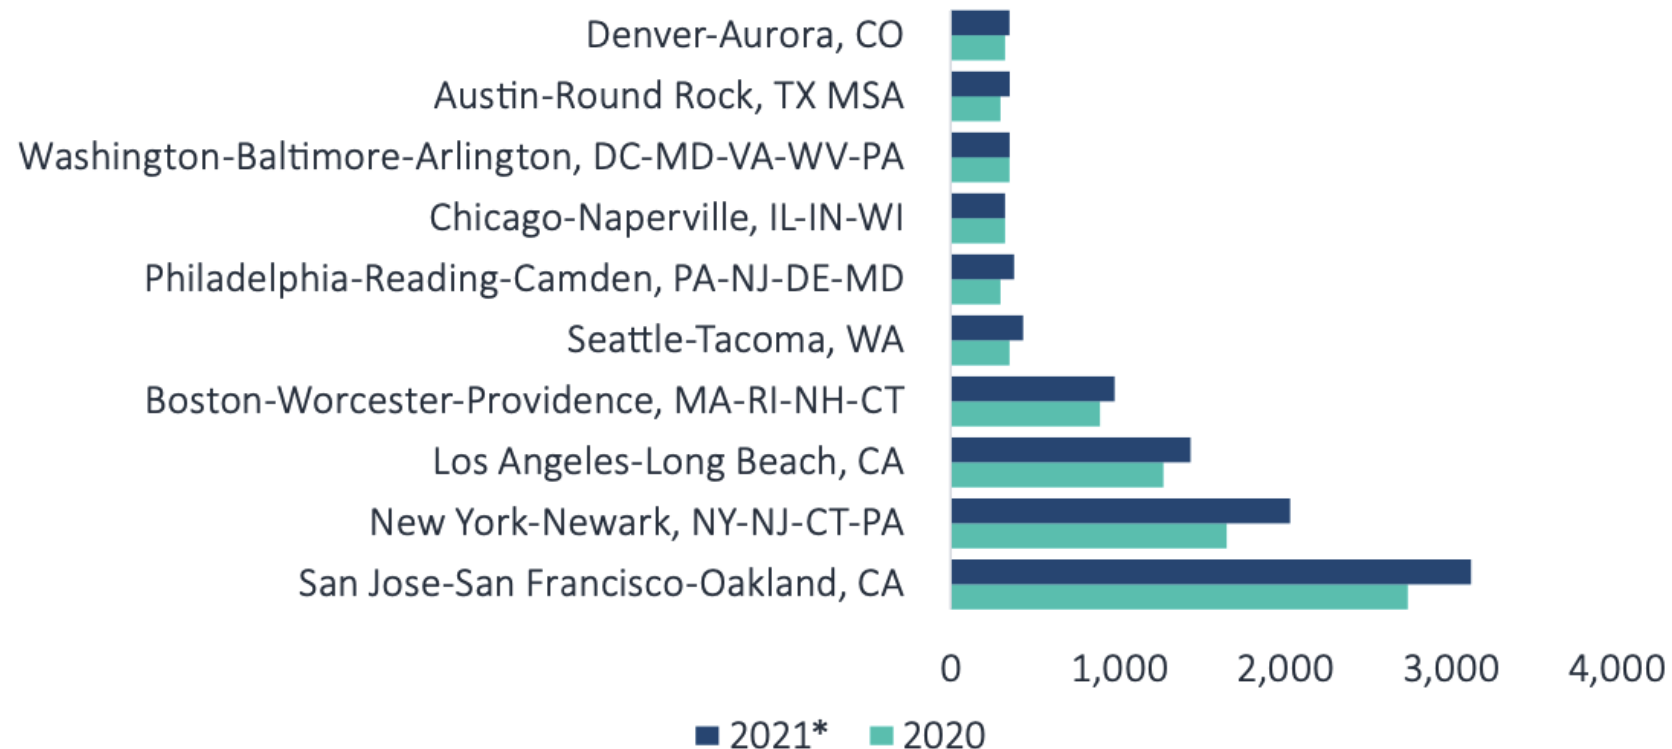 Denver-Aurora, CO
Austin-Round Rock, TX MSA
Washington-Baltimore-Arlington, DC-MD-VA-WV-PA
Chicago-Naperville, IL-IN-WI
Philadelphia-Reading-Camden, PA-NJ-DE-MD
Seattle-Tacoma, WA
Boston-Worcester-Providence, MA-RI-NH-CT
Los Angeles-Long Beach, CA
New York-Newark, NY-NJ-CT-PA
San Jose-San Francisco-Oakland, CA
0 1,000 2,000 3,000 4,000
2021* 2020